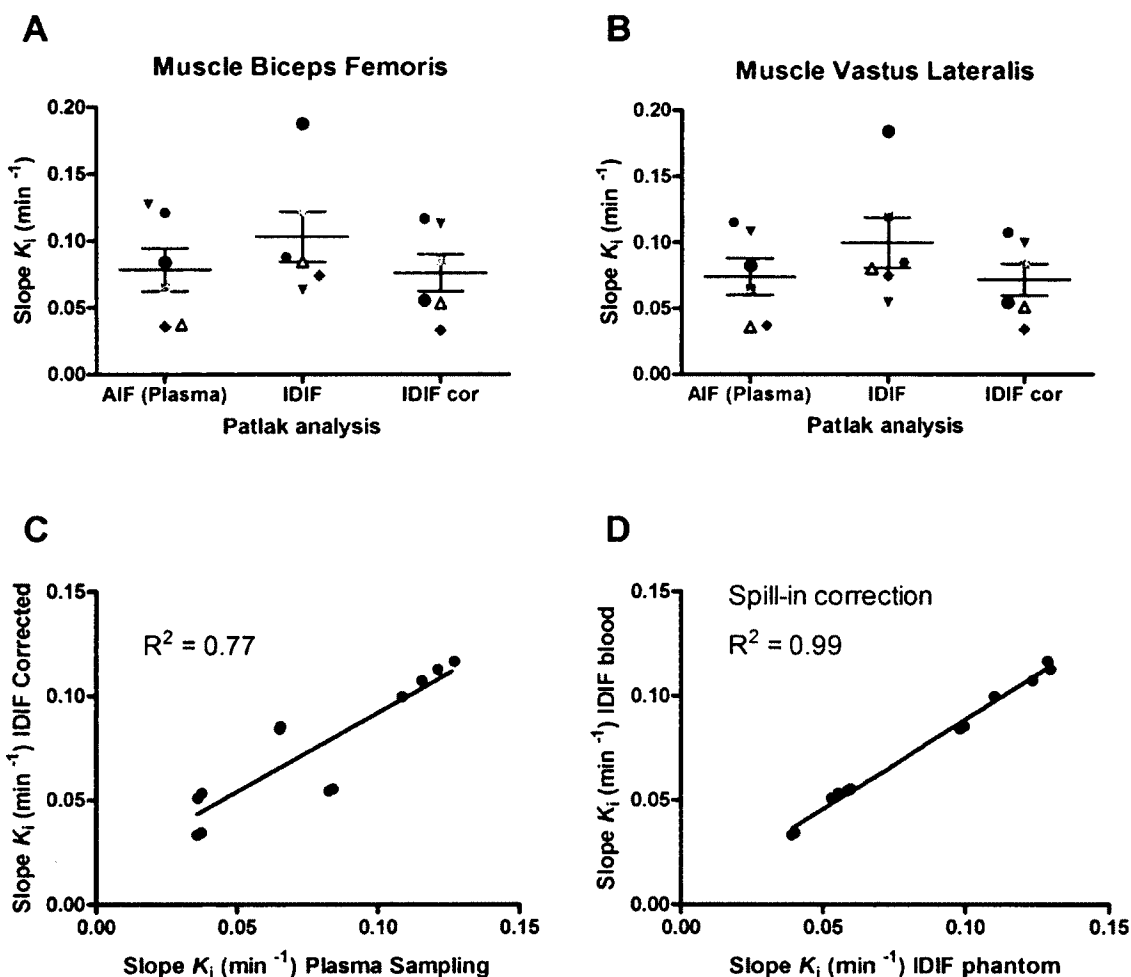 A
Muscle Biceps Femoris
Slope Ki (min -1)
0.20
0.15
0.10
0.05
0.00
AIF (Plasma)
IDIF
IDIF cor
Patlak analysis
B
Muscle Vastus Lateralis
Slope Ki (min -1)
0.20
0.15
0.10
0.05
0.00
AIF (Plasma)
IDIF
IDIF cor
Patlak analysis
C
Slope Ki (min -1) IDIF Corrected
0.15
0.10
0.05
0.00
R2 = 0.77
0.00
0.05
0.10
0.15
Slope Ki (min -1) Plasma Sampling
D
Slope Ki (min -1) IDIF blood
0.15
0.10
0.05
0.00
Spill-in correction
R2 = 0.99
0.00
0.05
0.10
0.15
Slope Ki (min -1) IDIF phantom